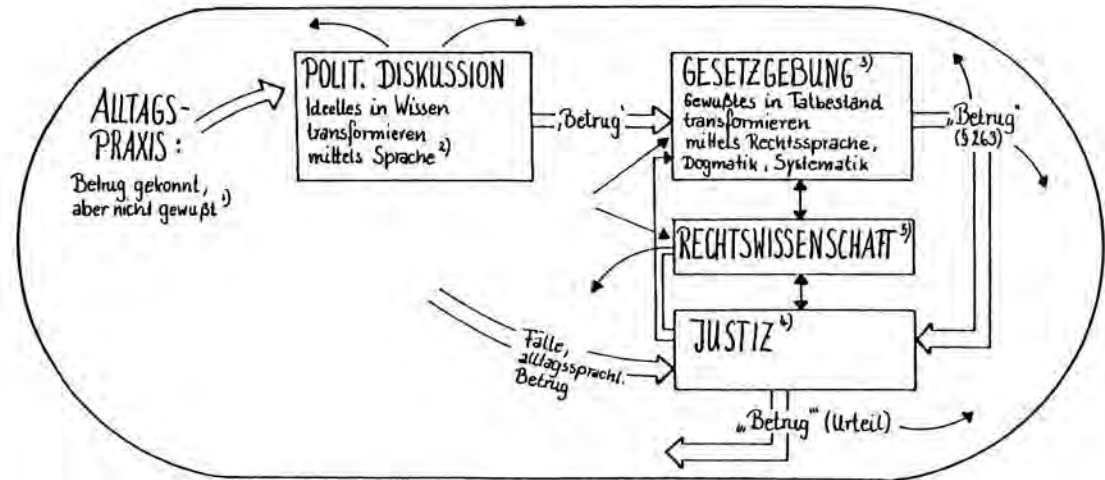 ALLTAGS-
PRAXIS:
Betrug gekonnt,
aber nicht gewußt 1)
POLIT. DISKUSSION
Ideelles in Wissen
transformieren
mittels Sprache 2)
‚Betrug‘
GESETZGEBUNG 3)
Gewußtes in Tatbestand
transformieren
mittels Rechtssprache,
Dogmatik, Systematik
„Betrug“
(§ 263)
RECHTSWISSENSCHAFT 5)
JUSTIZ 4)
Fälle,
alltagssprachl.
Betrug
„‚Betrug‘“ (Urteil)